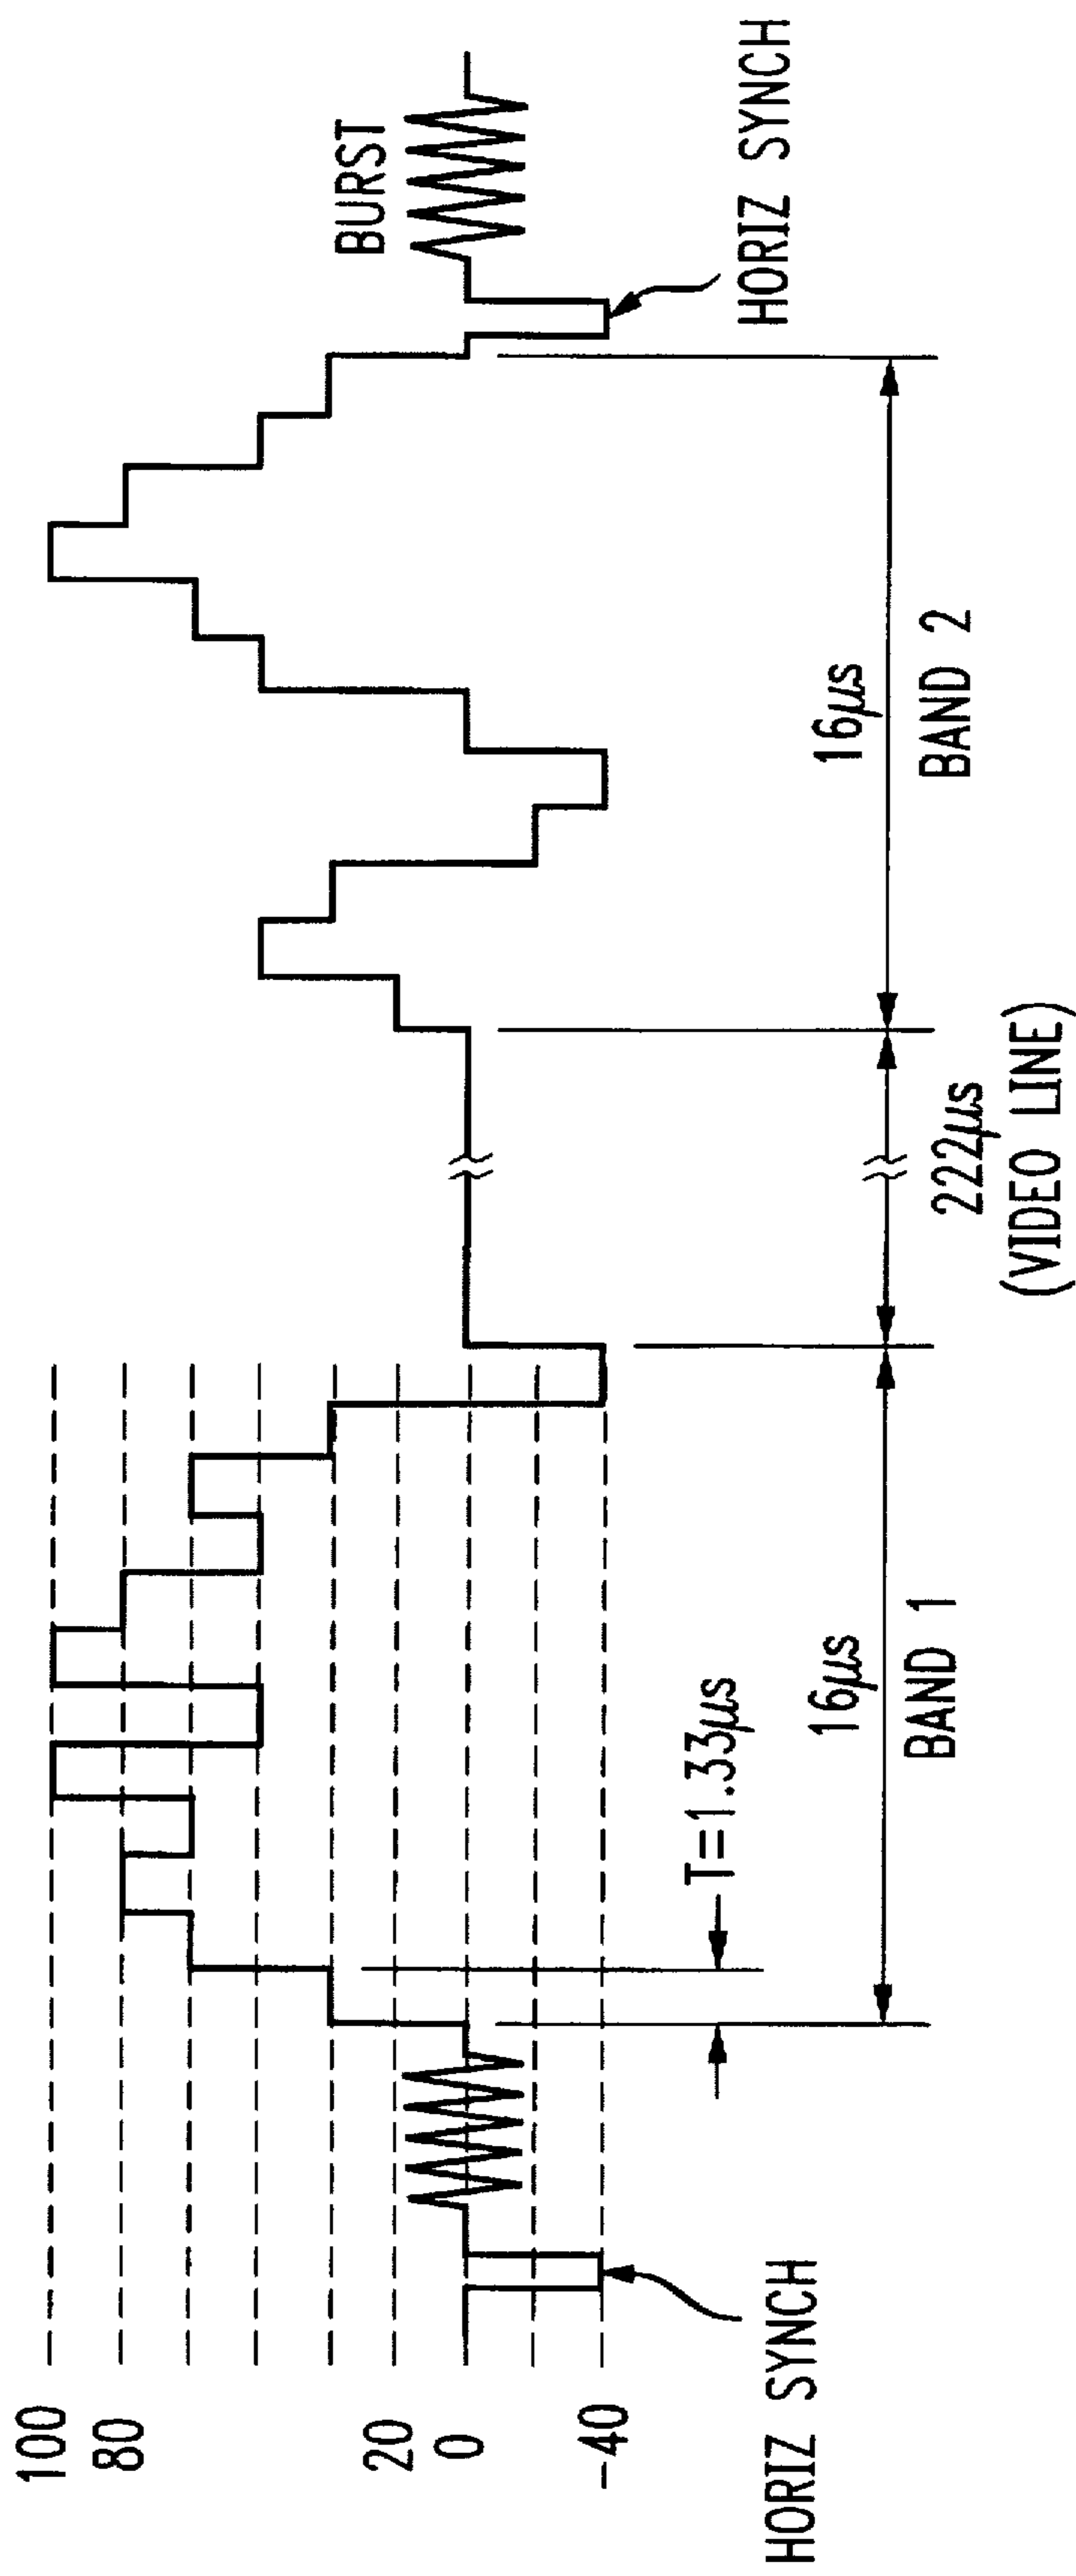 100
80
20
0
-40
HORIZ SYNCH
T=1.33μs
16μs
BAND 1
222μs
(VIDEO LINE)
16μs
BAND 2
BURST
HORIZ SYNCH